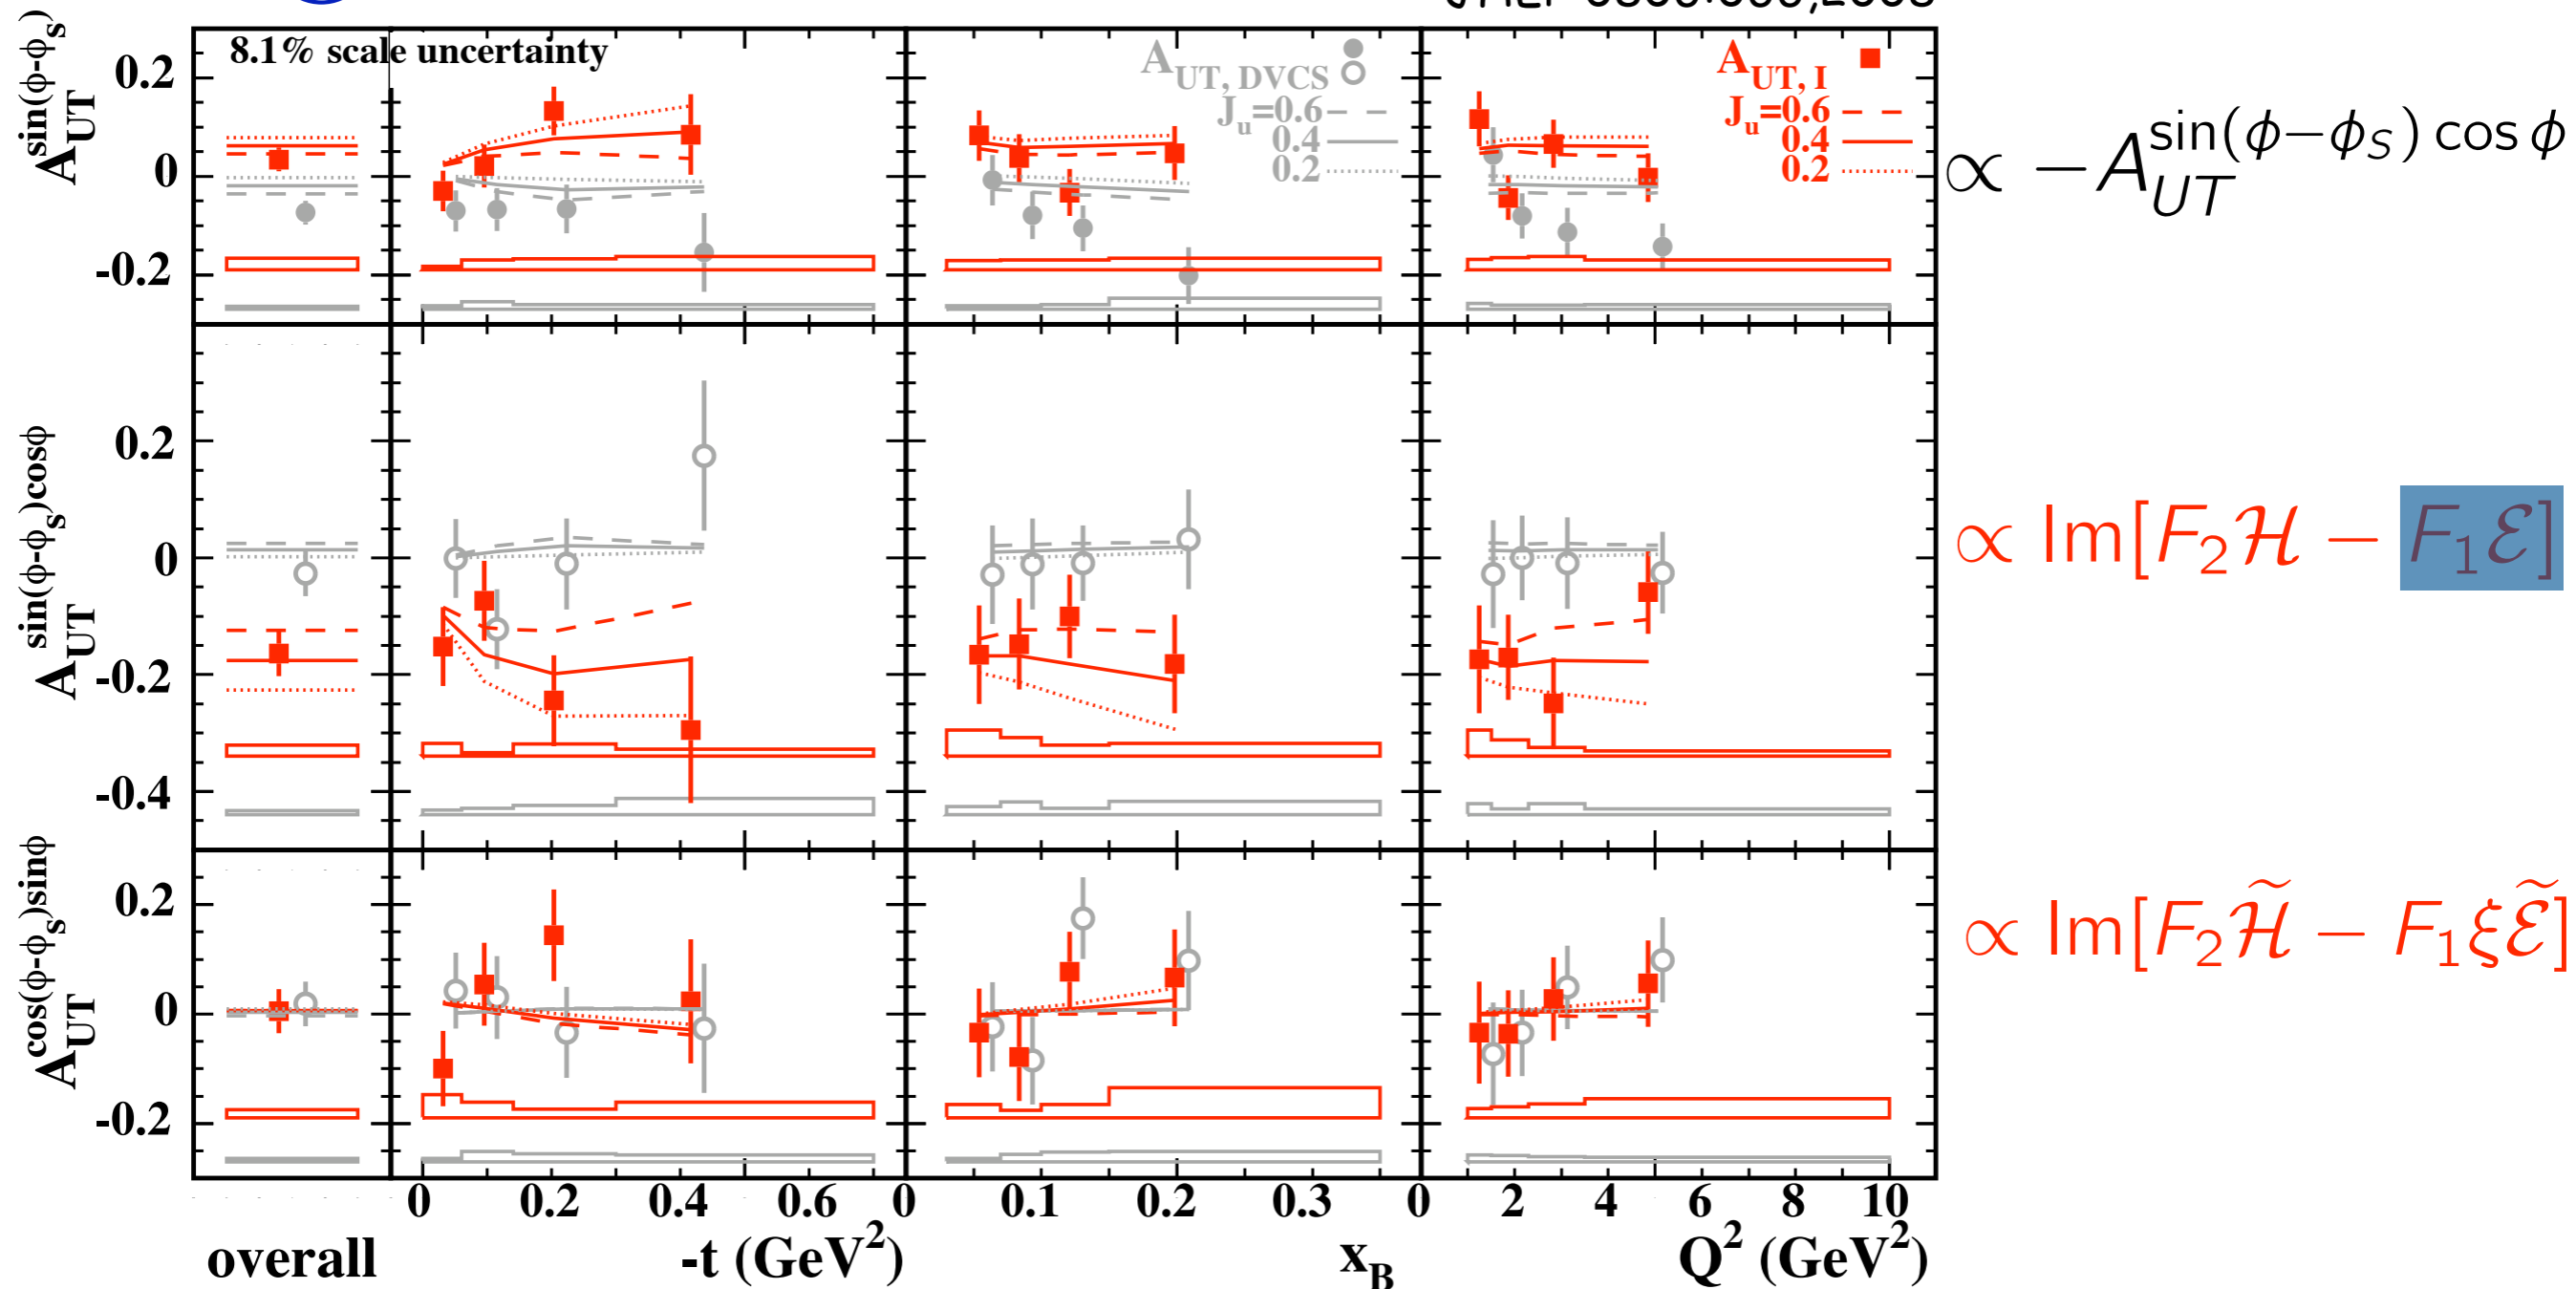 8.1% scale uncertainty
A_UT^sin(ϕ-ϕ_s)
0.2
0
-0.2
A_UT, DVCS
J_u=0.6
0.4
0.2
A_UT, I
J_u=0.6
0.4
0.2
∝ −A_UT^sin(ϕ−ϕ_S) cos ϕ
A_UT^sin(ϕ-ϕ_s)cosϕ
0.2
0
-0.2
-0.4
∝ Im[F_2ℋ − F_1ℰ]
A_UT^cos(ϕ-ϕ_s)sinϕ
0.2
0
-0.2
∝ Im[F_2ℋ̃ − F_1ξℰ̃]
0 0.2 0.4 0.6 0 0.1 0.2 0.3 0 2 4 6 8 10
overall -t (GeV²) x_B Q² (GeV²)